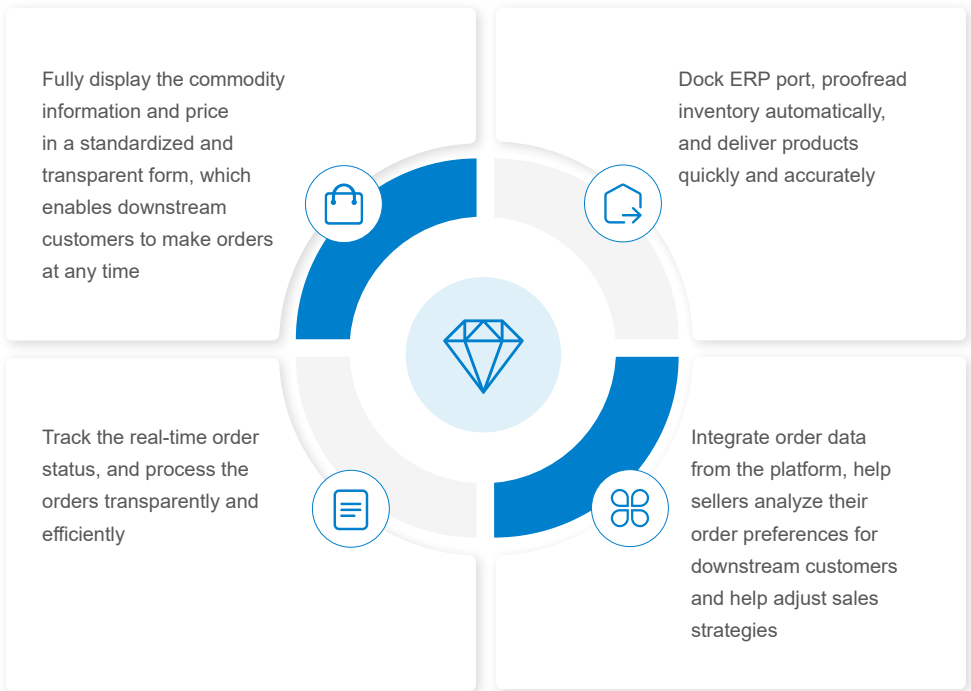 Fully display the commodity
information and price
in a standardized and
transparent form, which
enables downstream
customers to make orders
at any time
Dock ERP port, proofread
inventory automatically,
and deliver products
quickly and accurately
Track the real-time order
status, and process the
orders transparently and
efficiently
Integrate order data
from the platform, help
sellers analyze their
order preferences for
downstream customers
and help adjust sales
strategies